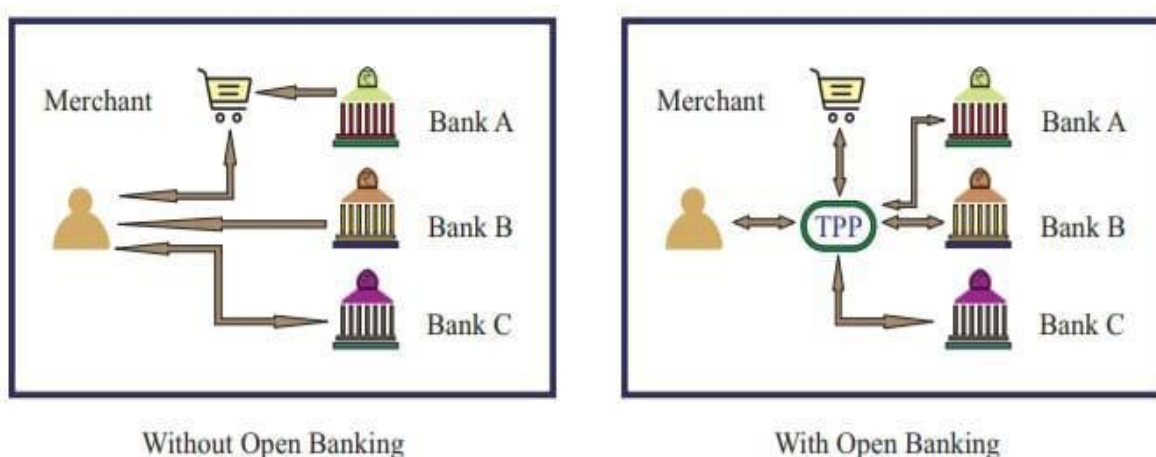 Merchant
Bank A
Bank B
Bank C
Without Open Banking
Merchant
Bank A
TPP
Bank B
Bank C
With Open Banking